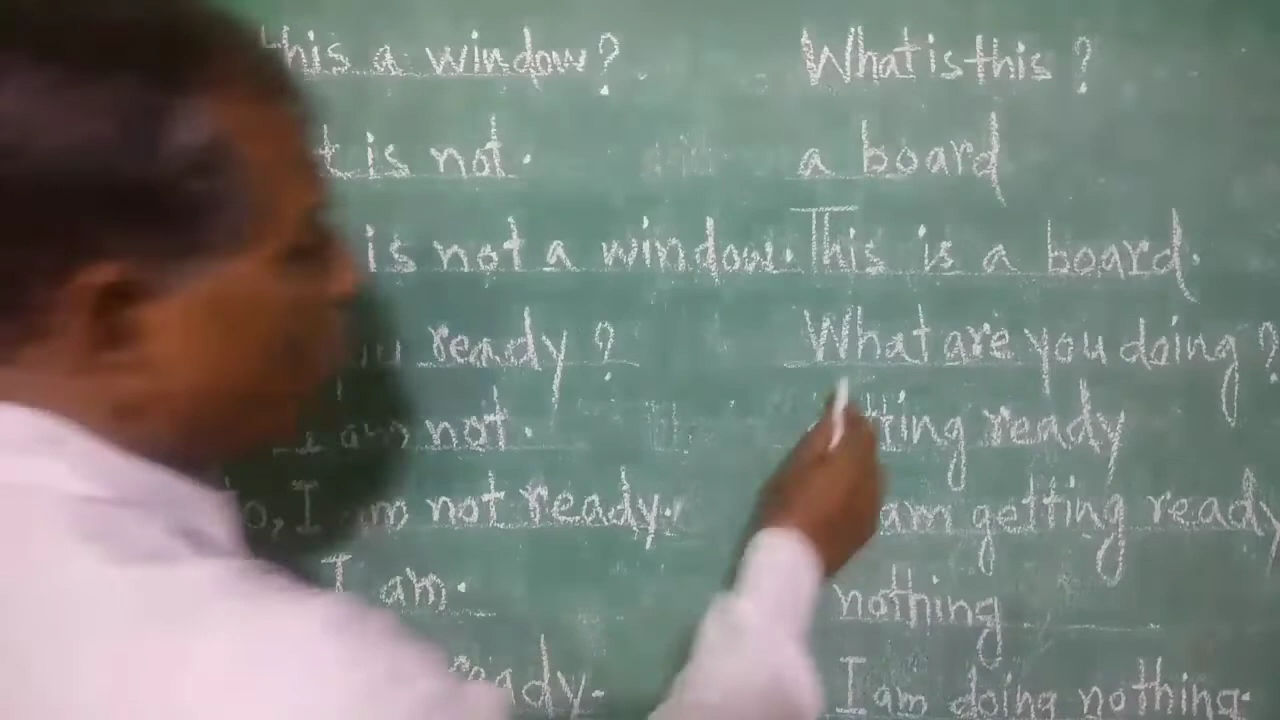 this a window?
t is not.
is not a window.
ready?
I am not.
o, I am not ready.
I am.
ready.
What is this?
a board
This is a board.
What are you doing?
tting ready
am getting ready
nothing
I am doing nothing.